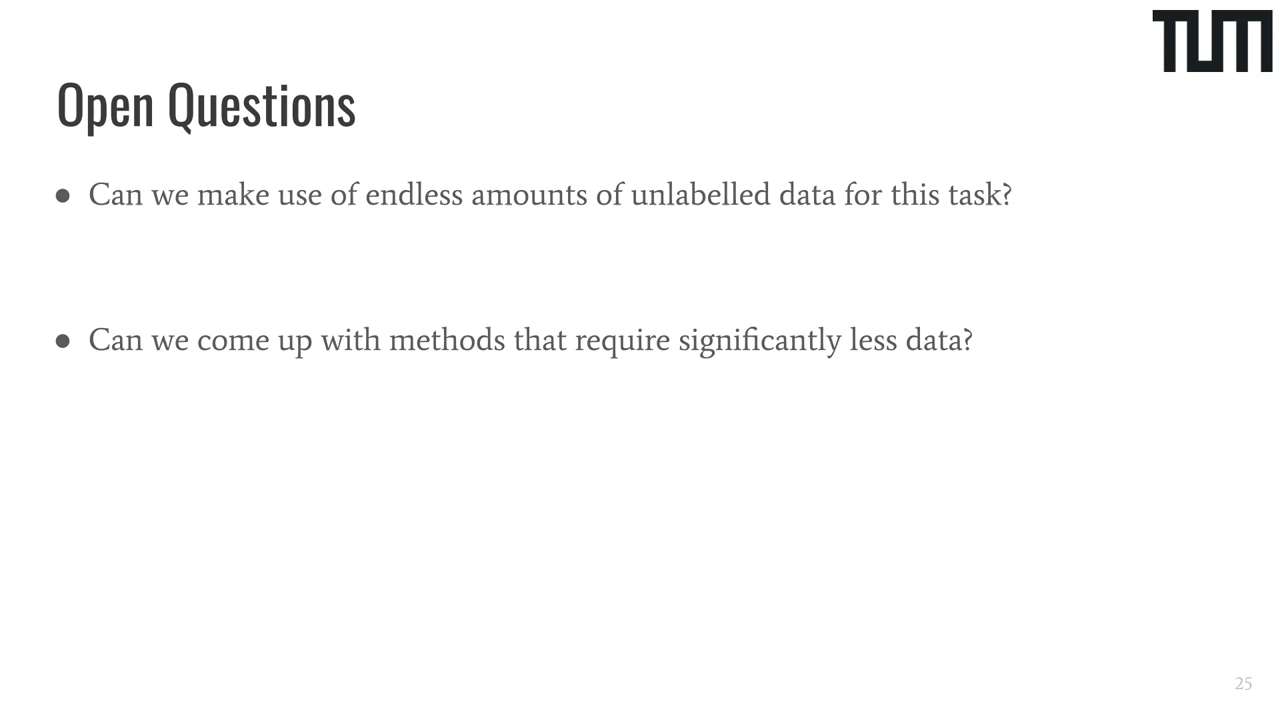 TUM
Open Questions
● Can we make use of endless amounts of unlabelled data for this task?
● Can we come up with methods that require significantly less data?
25